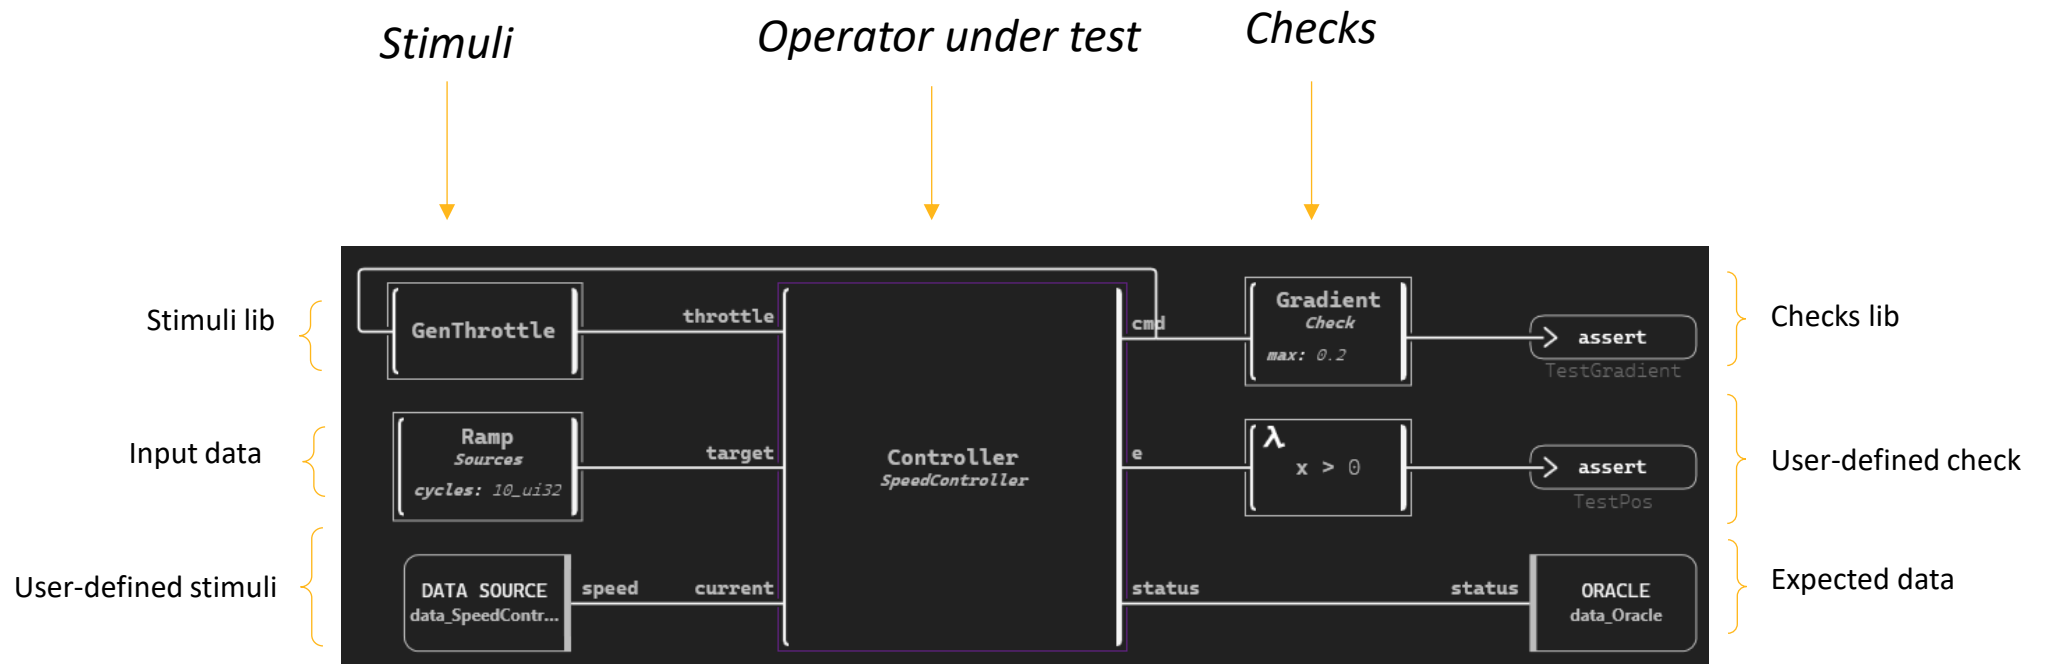 Stimuli
Operator under test
Checks
Stimuli lib
GenThrottle
throttle
cmd
Gradient
Check
max: 0.2
assert
TestGradient
Checks lib
Input data
Ramp
Sources
cycles: 10_ui32
target
Controller
SpeedController
e
λ
x > 0
assert
TestPos
User-defined check
User-defined stimuli
DATA SOURCE
data_SpeedContr...
speed
current
status
status
ORACLE
data_Oracle
Expected data